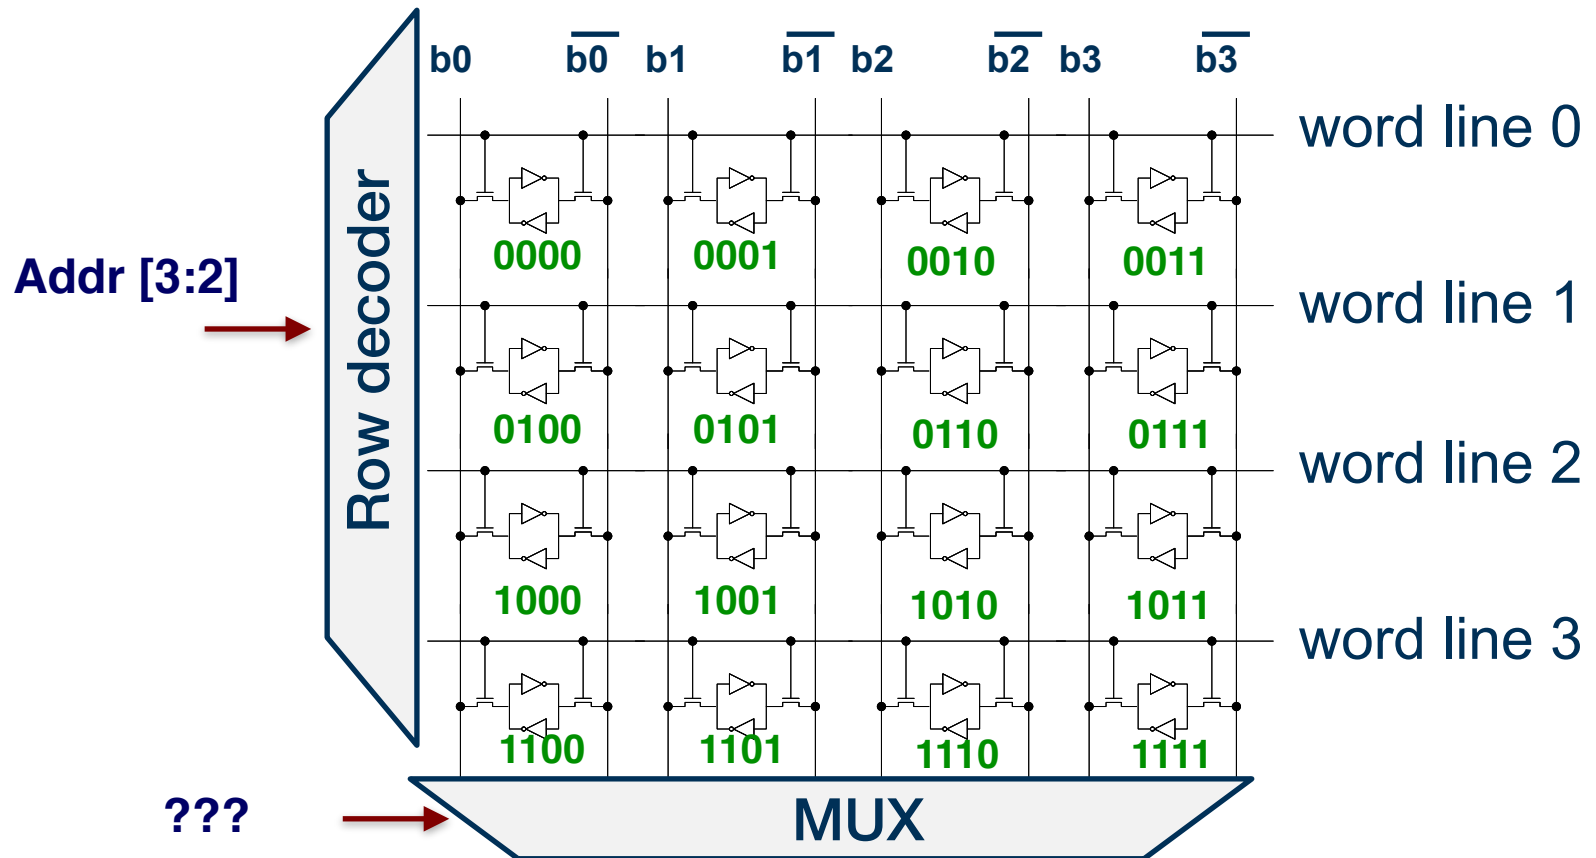 b0 b0 b1 b1 b2 b2 b3 b3
word line 0
0000 0001 0010 0011
Addr [3:2]
Row decoder
word line 1
0100 0101 0110 0111
word line 2
1000 1001 1010 1011
word line 3
1100 1101 1110 1111
???
MUX